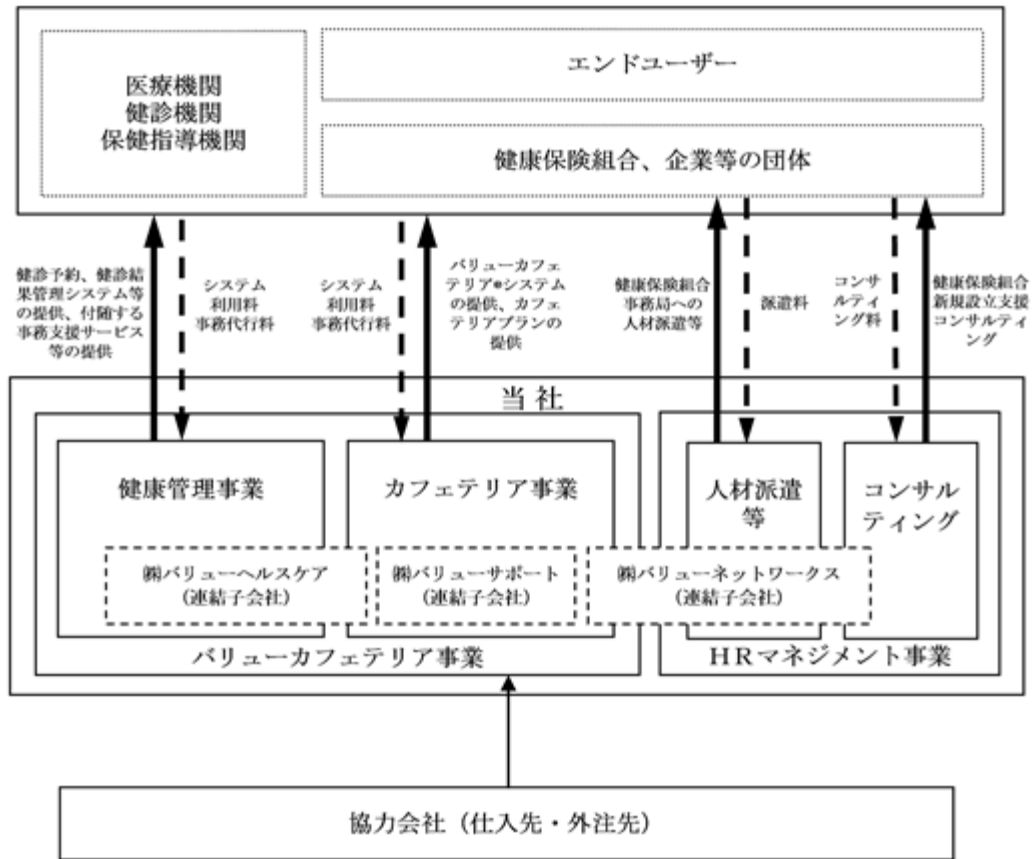 医療機関
健診機関
保健指導機関
エンドユーザー
健康保険組合、企業等の団体
健診予約、健診結
果管理システム等
の提供、付随する
事務支援サービス
等の提供
システム
利用料
事務代行料
システム
利用料
事務代行料
バリューカフェ
テリア®システム
の提供、カフェ
テリアプランの
提供
健康保険組合
事務局への
人材派遣等
派遣料
コンサ
ルティ
ング料
健康保険組合
新規設立支援
コンサルティ
ング
当 社
健康管理事業
カフェテリア事業
人材派遣
等
コンサル
ティング
㈱バリューヘルスケア
（連結子会社）
㈱バリューサポート
（連結子会社）
㈱バリューネットワークス
（連結子会社）
バリューカフェテリア事業
ＨＲマネジメント事業
協力会社（仕入先・外注先）